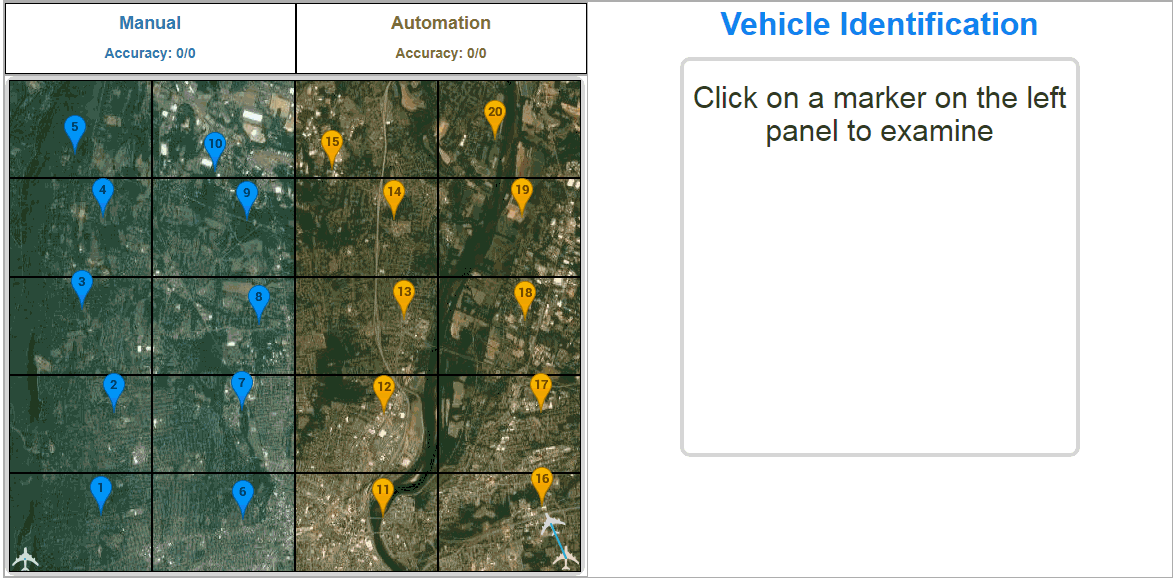 Manual
Accuracy: 0/0
Automation
Accuracy: 0/0
Vehicle Identification
Click on a marker on the left
panel to examine
5
10
15
20
4
9
14
19
3
8
13
18
2
7
12
17
1
6
11
16